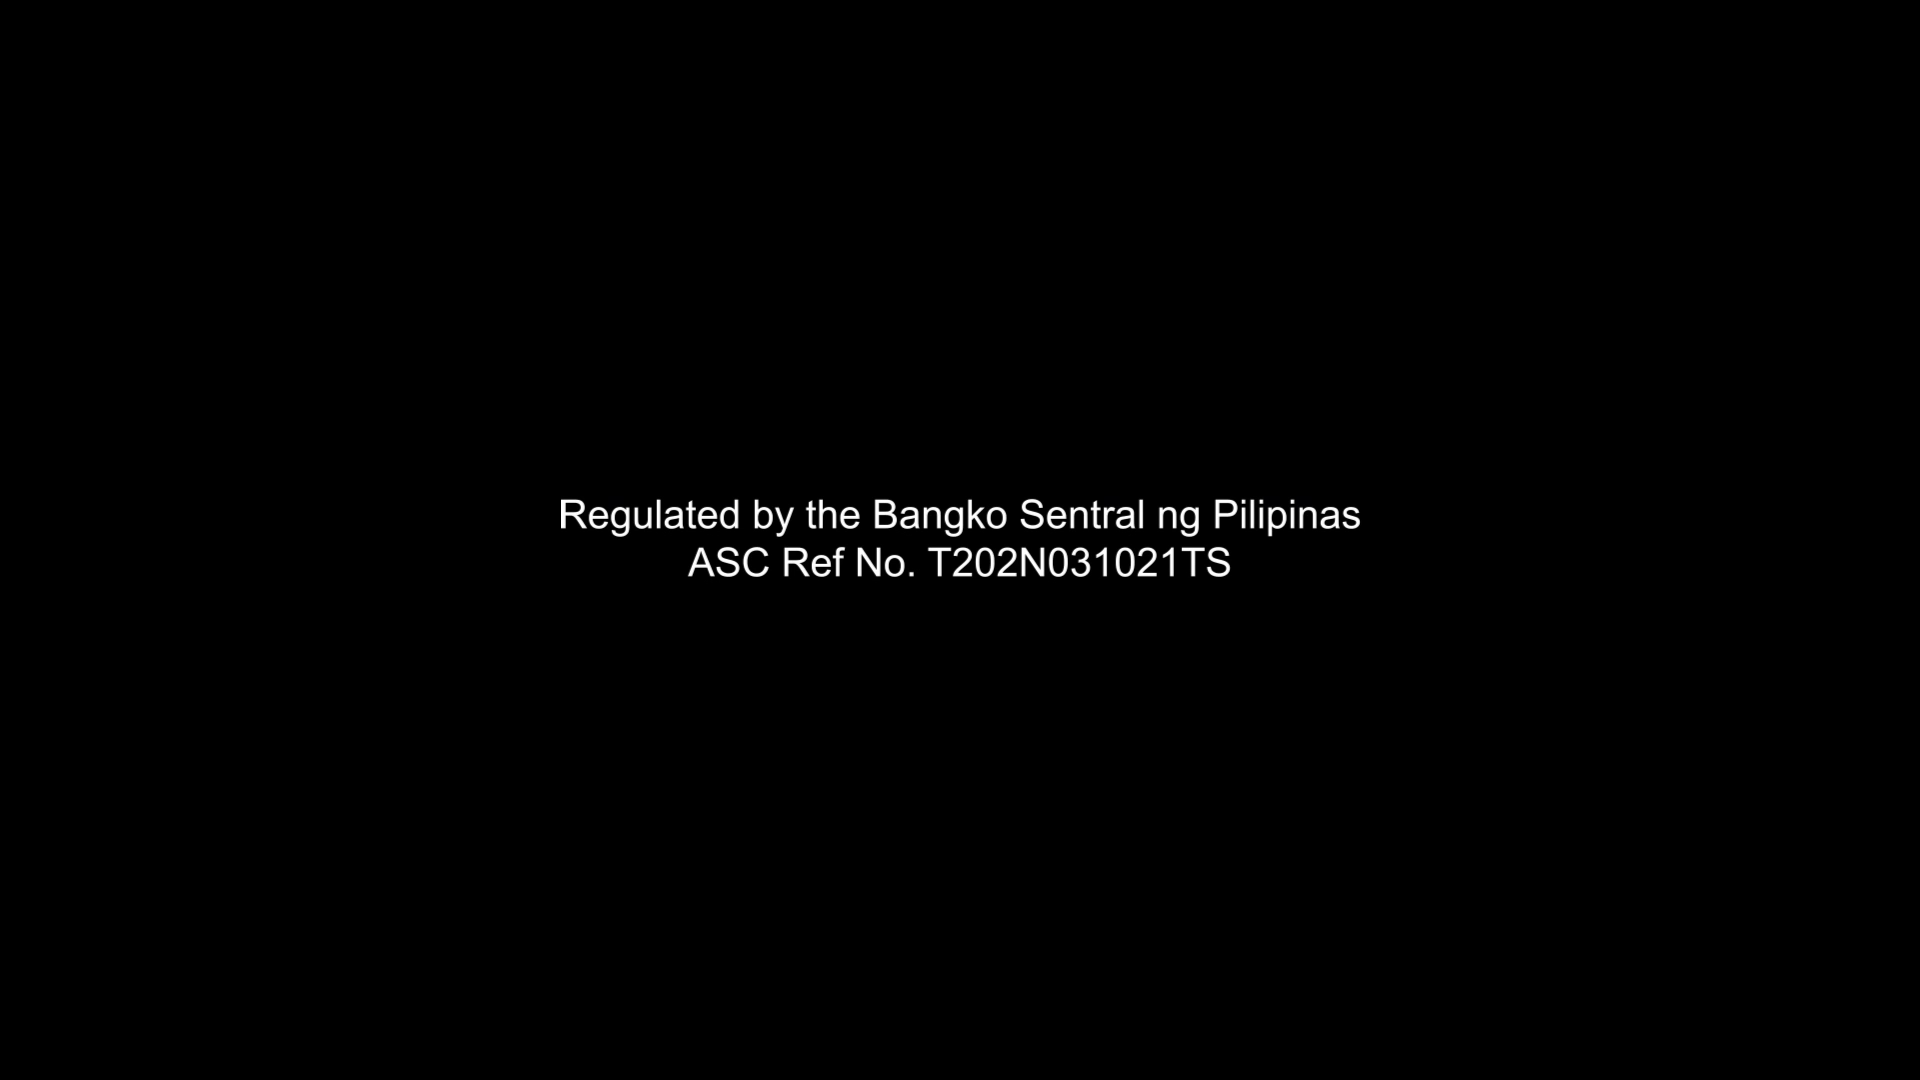 Regulated by the Bangko Sentral ng Pilipinas
ASC Ref No. T202N031021TS